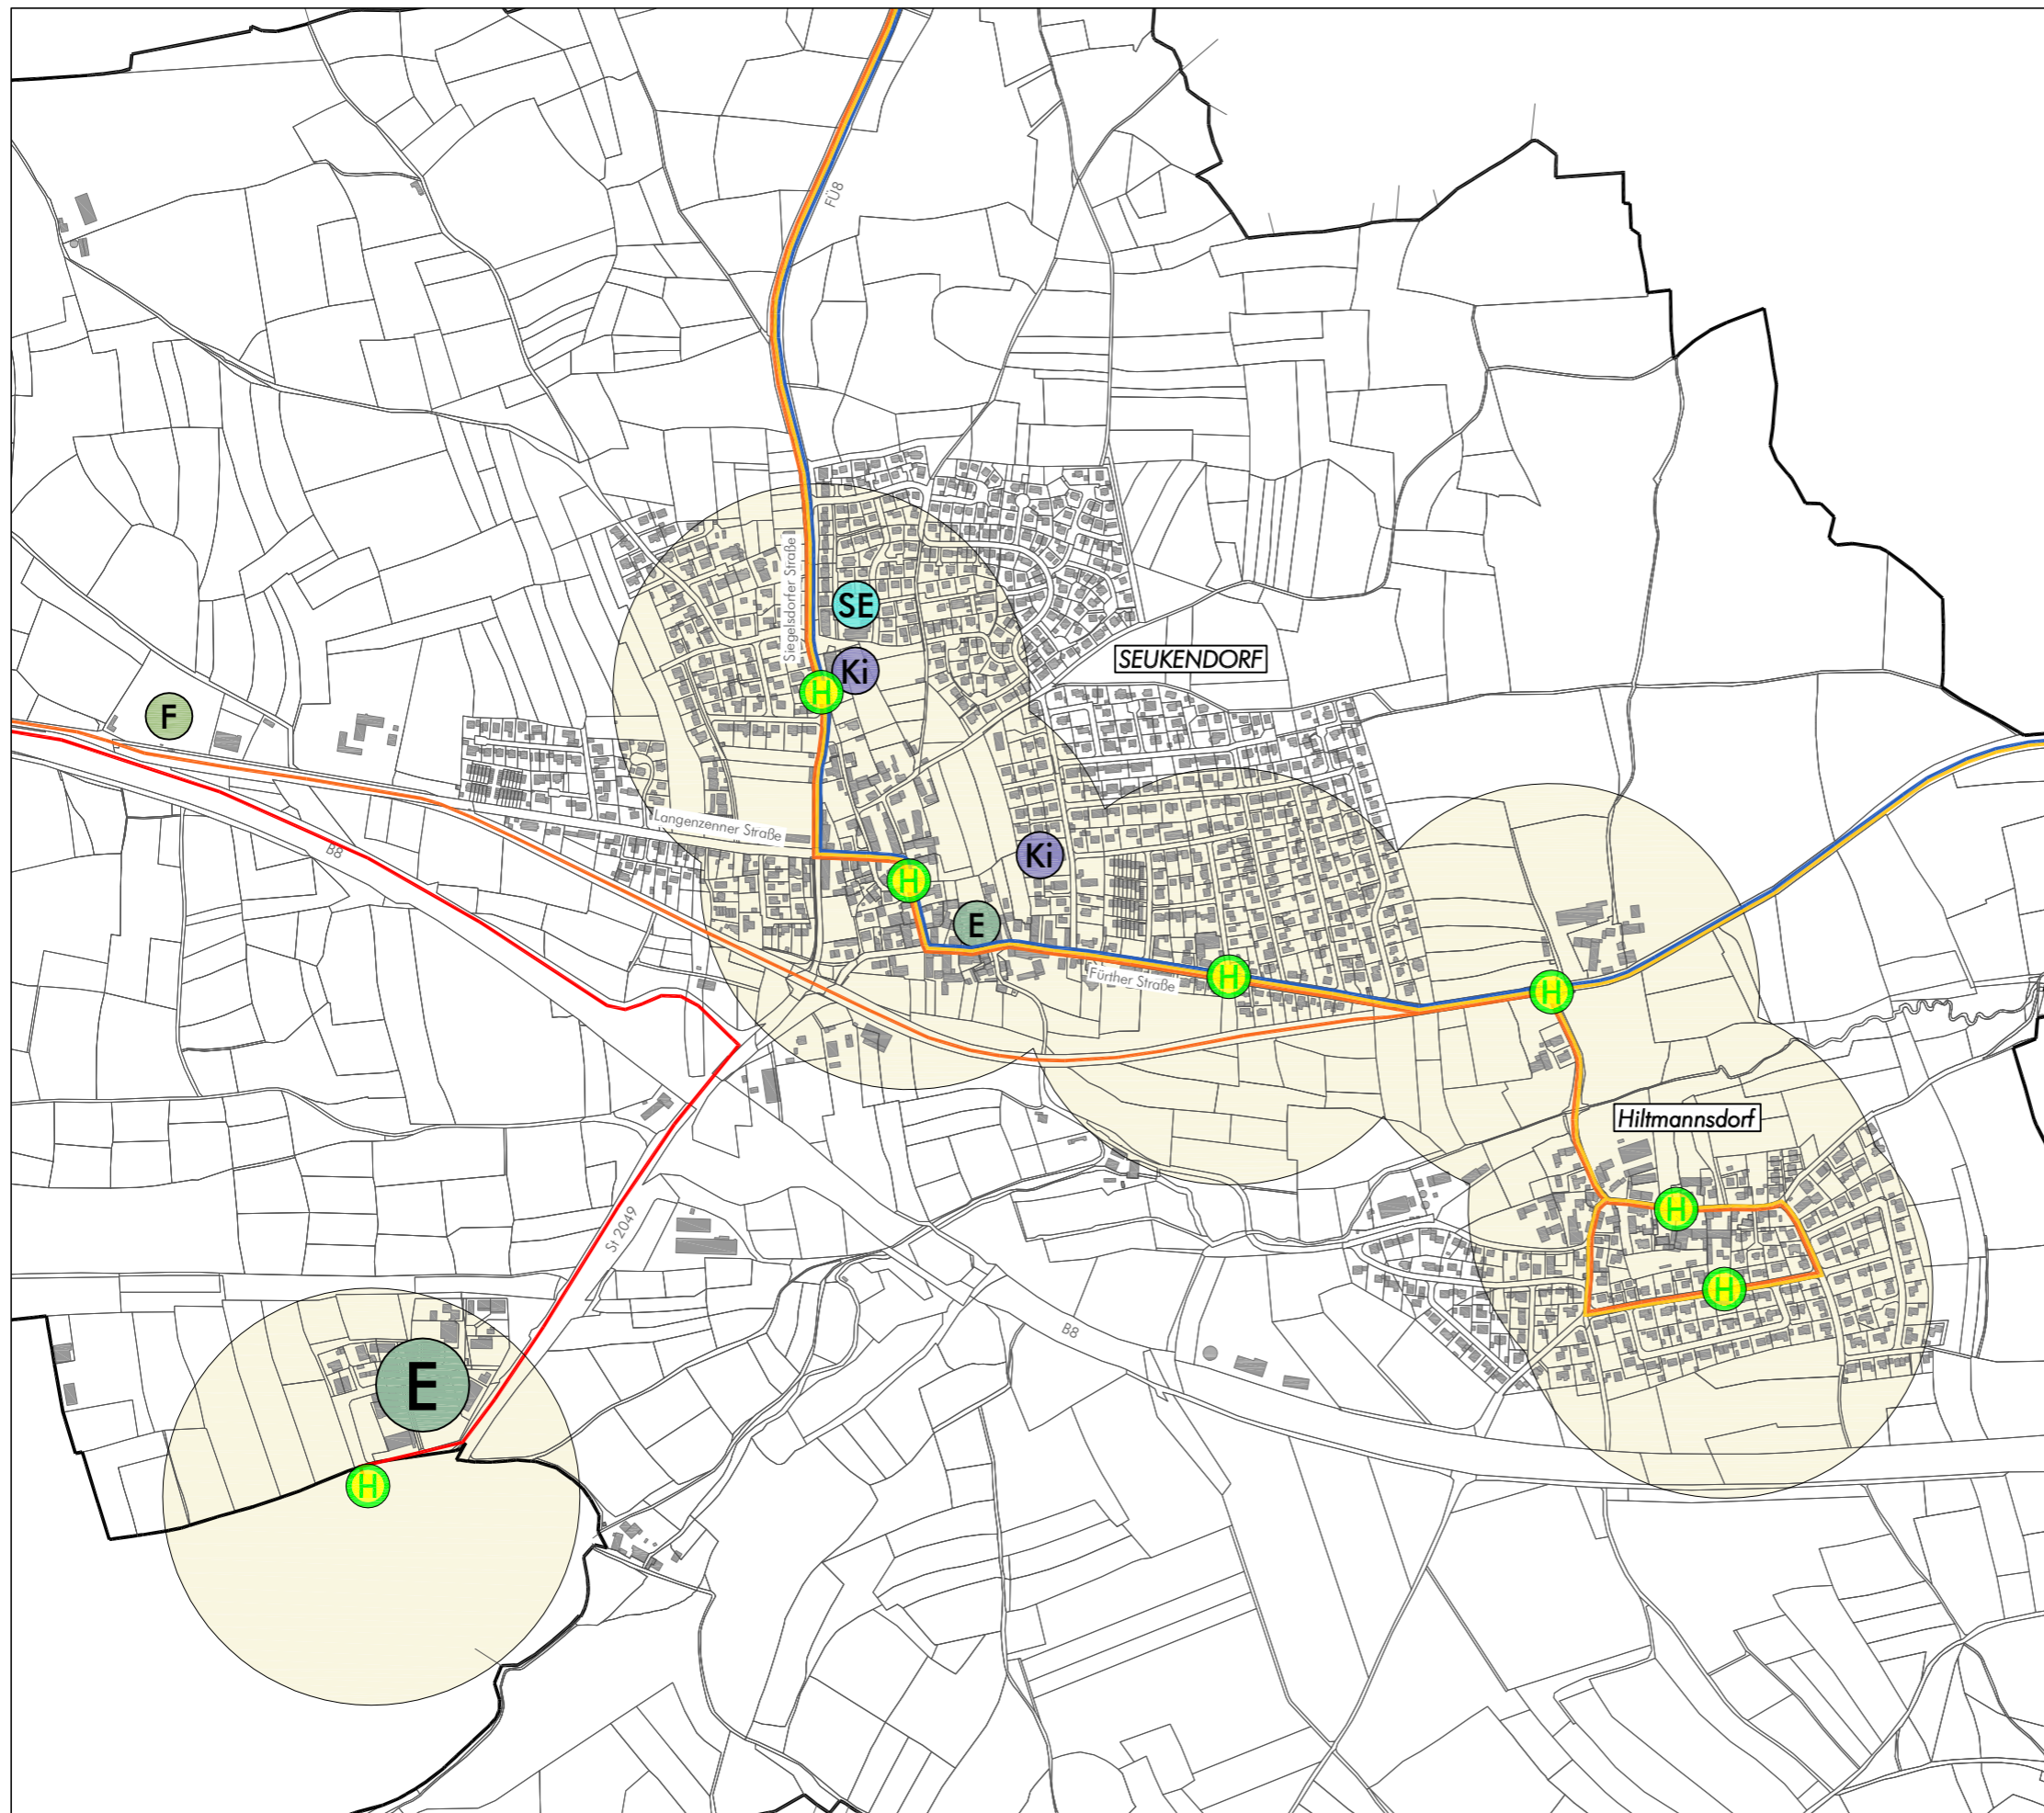 FÜ8
Siegelsdorfer Straße
SE
SEUKENDORF
Ki
H
F
Langenzenner Straße
B8
Ki
H
E
Fürther Straße
H
H
Hiltmannsdorf
H
St 2049
H
B8
E
H